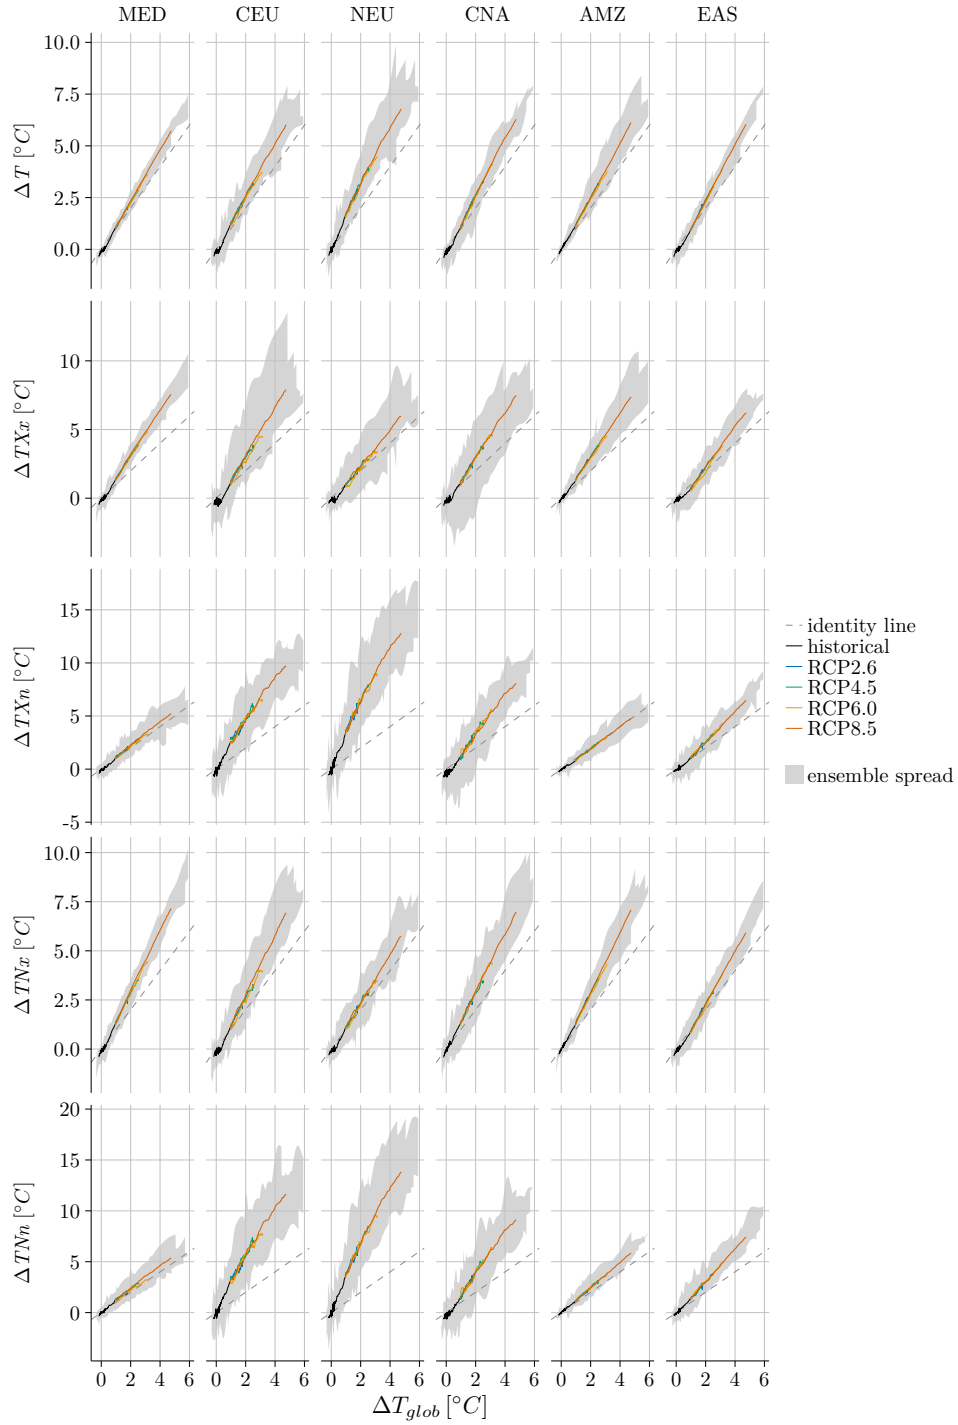 MED CEU NEU CNA AMZ EAS
ΔT [°C]
10.0
7.5
5.0
2.5
0.0
ΔTXx [°C]
10
5
0
ΔTXn [°C]
15
10
5
0
-5
identity line
historical
RCP2.6
RCP4.5
RCP6.0
RCP8.5
ensemble spread
ΔTNx [°C]
10.0
7.5
5.0
2.5
0.0
ΔTNn [°C]
20
15
10
5
0
0 2 4 6 0 2 4 6 0 2 4 6 0 2 4 6 0 2 4 6 0 2 4 6
ΔT_glob [°C]